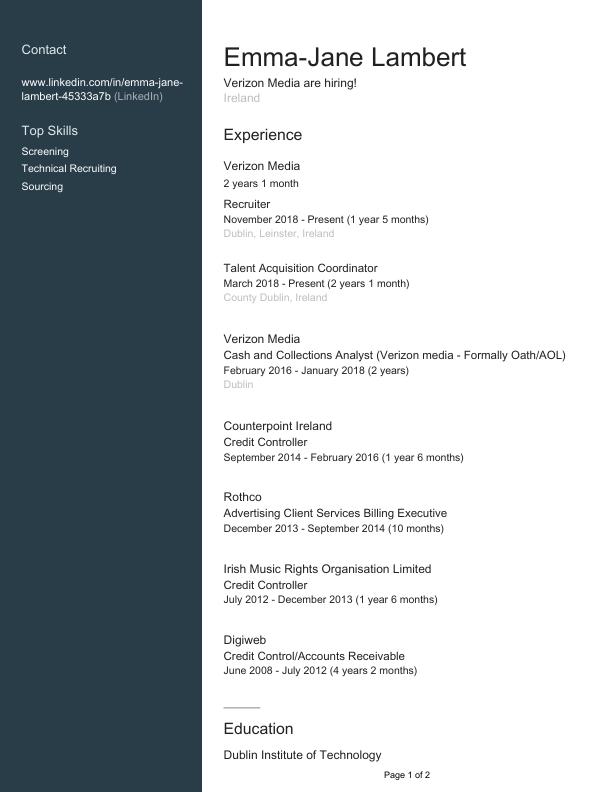 Contact
www.linkedin.com/in/emma-jane-
lambert-45333a7b (LinkedIn)
Top Skills
Screening
Technical Recruiting
Sourcing
Emma-Jane Lambert
Verizon Media are hiring!
Ireland
Experience
Verizon Media
2 years 1 month
Recruiter
November 2018 - Present (1 year 5 months)
Dublin, Leinster, Ireland
Talent Acquisition Coordinator
March 2018 - Present (2 years 1 month)
County Dublin, Ireland
Verizon Media
Cash and Collections Analyst (Verizon media - Formally Oath/AOL)
February 2016 - January 2018 (2 years)
Dublin
Counterpoint Ireland
Credit Controller
September 2014 - February 2016 (1 year 6 months)
Rothco
Advertising Client Services Billing Executive
December 2013 - September 2014 (10 months)
Irish Music Rights Organisation Limited
Credit Controller
July 2012 - December 2013 (1 year 6 months)
Digiweb
Credit Control/Accounts Receivable
June 2008 - July 2012 (4 years 2 months)
Education
Dublin Institute of Technology
Page 1 of 2